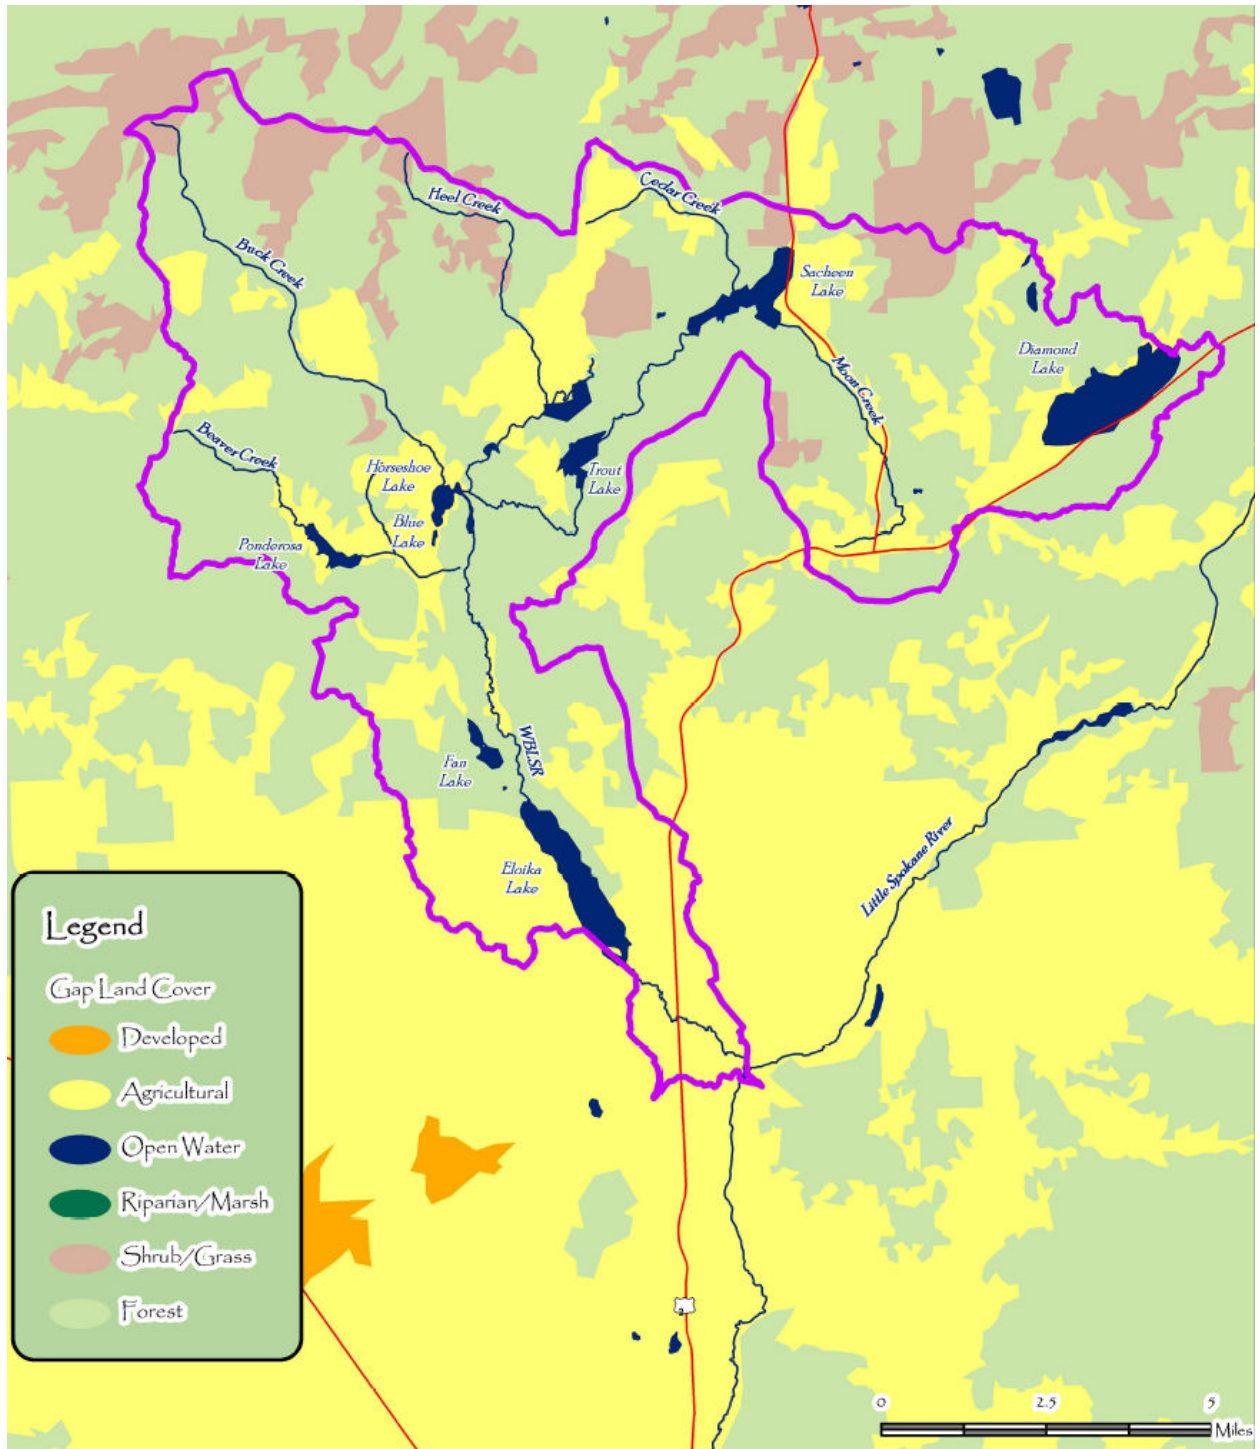 Cedar Creek
Heel Creek
Buck Creek
Sacheen
Lake
Diamond
Lake
Moon Creek
Beaver Creek
Horseshoe
Lake
Trout
Lake
Blue
Lake
Ponderosa
Lake
WBLSR
Fan
Lake
Eloika
Lake
Little Spokane River
Legend
Gap Land Cover
Developed
Agricultural
Open Water
Riparian/Marsh
Shrub/Grass
Forest
2
0 2.5 5
Miles